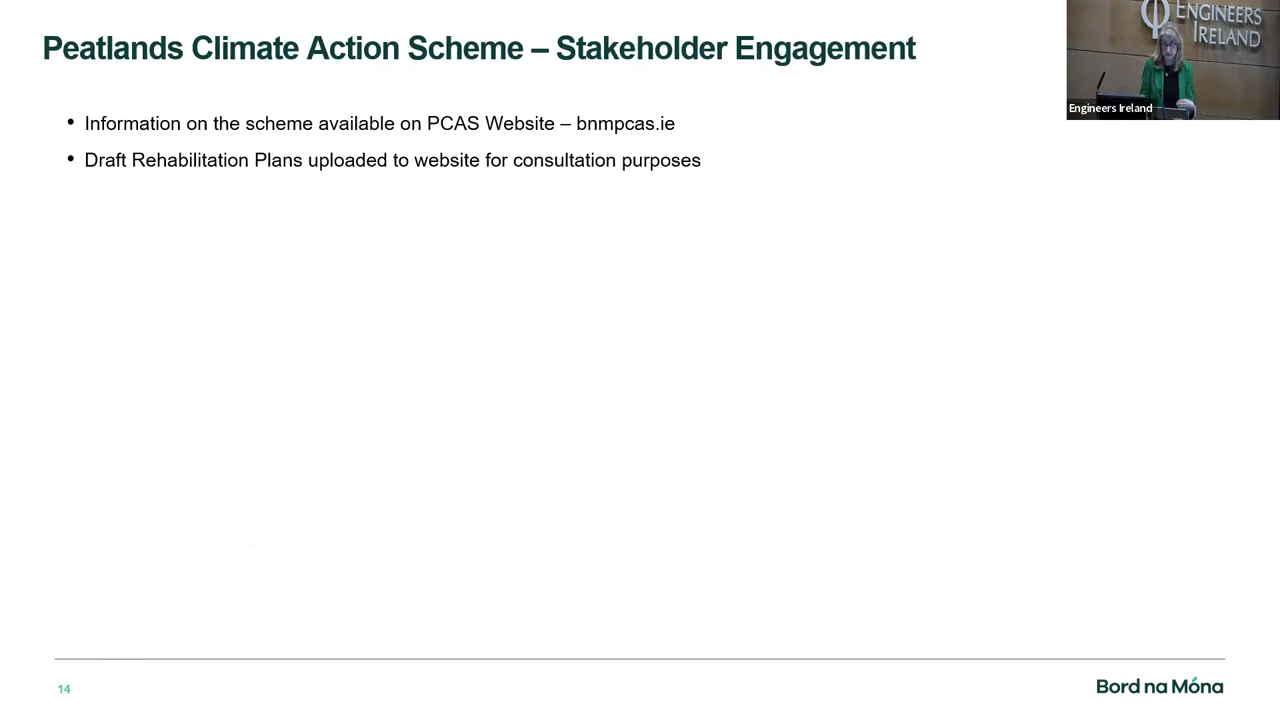 Peatlands Climate Action Scheme – Stakeholder Engagement
ENGINEERS
IRELAND
Engineers Ireland
• Information on the scheme available on PCAS Website – bnmpcas.ie
• Draft Rehabilitation Plans uploaded to website for consultation purposes
14
Bord na Móna